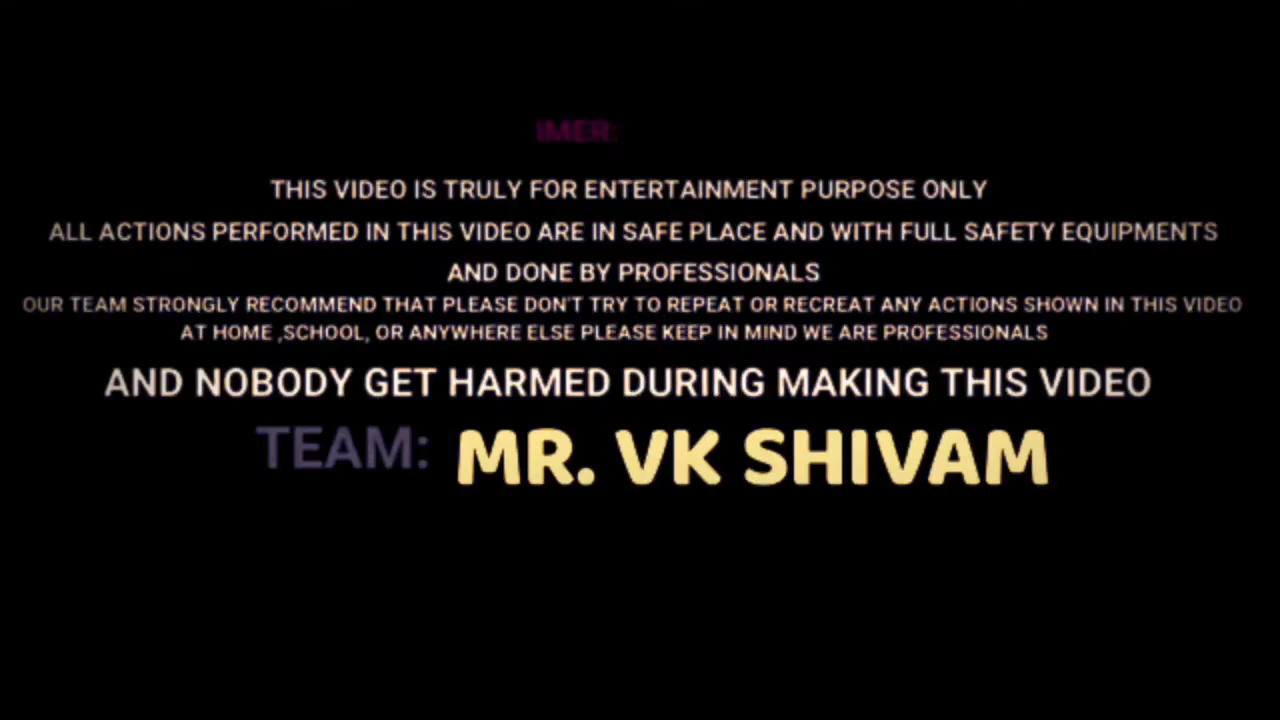 IMER:
THIS VIDEO IS TRULY FOR ENTERTAINMENT PURPOSE ONLY
ALL ACTIONS PERFORMED IN THIS VIDEO ARE IN SAFE PLACE AND WITH FULL SAFETY EQUIPMENTS
AND DONE BY PROFESSIONALS
OUR TEAM STRONGLY RECOMMEND THAT PLEASE DON'T TRY TO REPEAT OR RECREAT ANY ACTIONS SHOWN IN THIS VIDEO
AT HOME ,SCHOOL, OR ANYWHERE ELSE PLEASE KEEP IN MIND WE ARE PROFESSIONALS
AND NOBODY GET HARMED DURING MAKING THIS VIDEO
TEAM: MR. VK SHIVAM